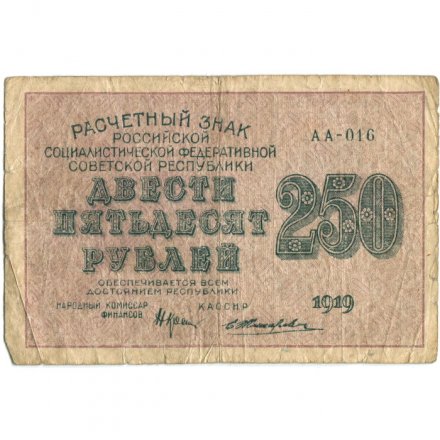 РАСЧЕТНЫЙ ЗНАК
РОССИЙСКОЙ
СОЦИАЛИСТИЧЕСКОЙ ФЕДЕРАТИВНОЙ
СОВЕТСКОЙ РЕСПУБЛИКИ
АА-016
ДВЕСТИ
ПЯТЬДЕСЯТ
РУБЛЕЙ
250
ОБЕСПЕЧИВАЕТСЯ ВСЕМ
ДОСТОЯНИЕМ РЕСПУБЛИКИ
НАРОДНЫЙ КОМИССАР
ФИНАНСОВ
КАССИР
1919